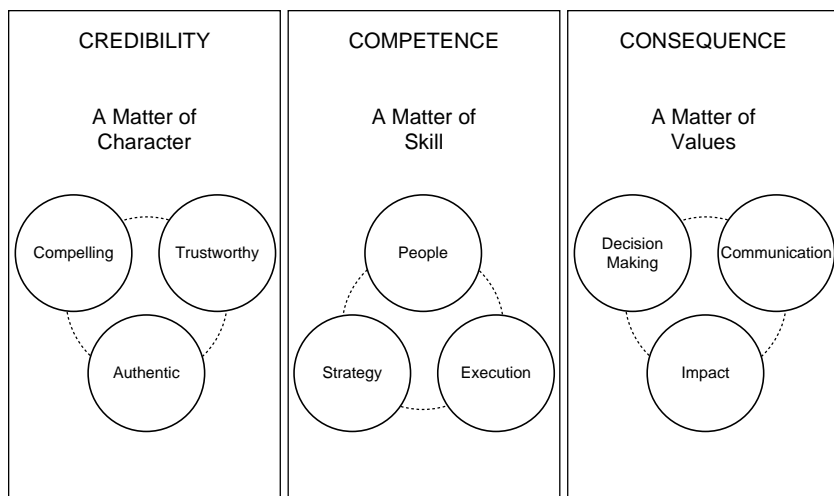 CREDIBILITY
A Matter of
Character
Compelling
Trustworthy
Authentic
COMPETENCE
A Matter of
Skill
People
Strategy
Execution
CONSEQUENCE
A Matter of
Values
Decision
Making
Communication
Impact